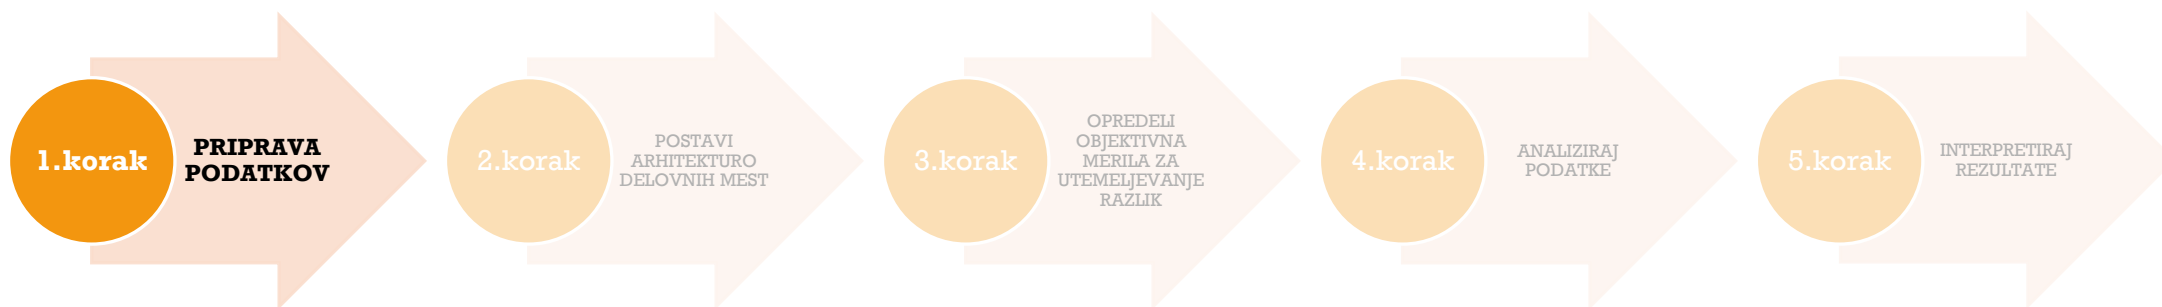 1.korak
PRIPRAVA
PODATKOV
2.korak
POSTAVI
ARHITEKTURO
DELOVNIH MEST
3.korak
OPREDELI
OBJEKTIVNA
MERILA ZA
UTEMELJEVANJE
RAZLIK
4.korak
ANALIZIRAJ
PODATKE
5.korak
INTERPRETIRAJ
REZULTATE